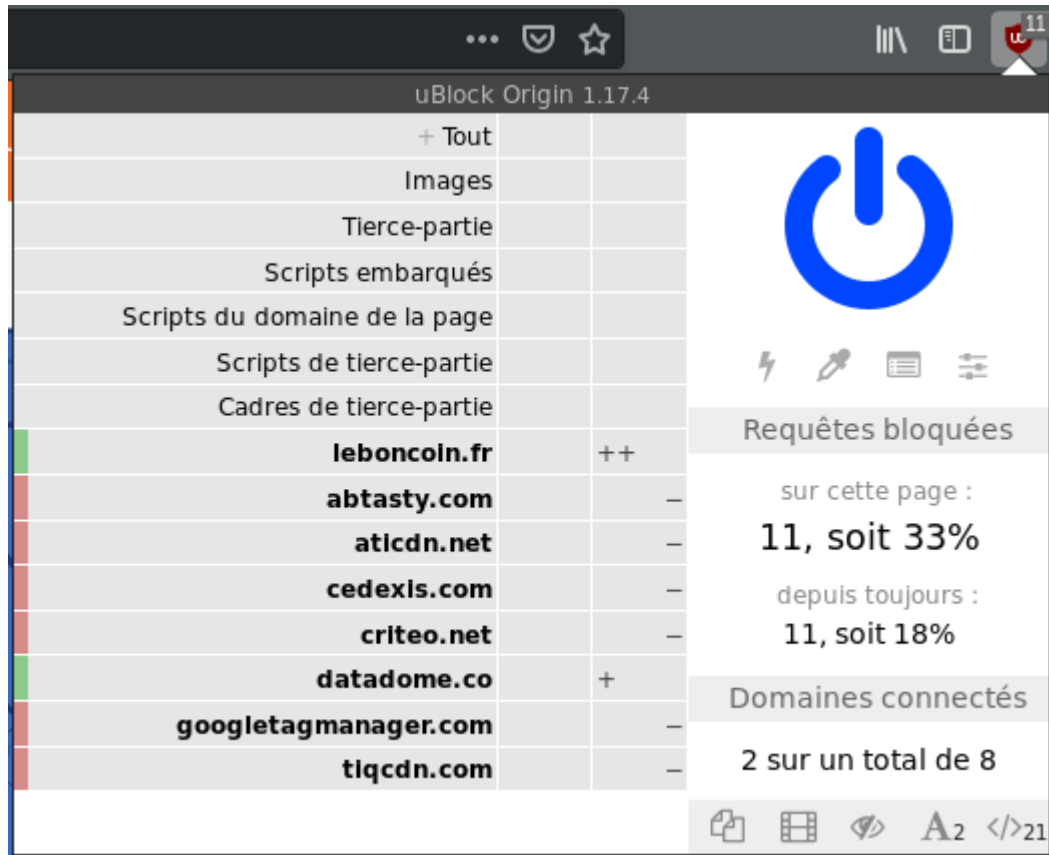 11
uBlock Origin 1.17.4
+ Tout
Images
Tierce-partie
Scripts embarqués
Scripts du domaine de la page
Scripts de tierce-partie
Cadres de tierce-partie
leboncoin.fr ++
abtasty.com –
aticdn.net –
cedexis.com –
criteo.net –
datadome.co +
googletagmanager.com –
tiqcdn.com –
Requêtes bloquées
sur cette page :
11, soit 33%
depuis toujours :
11, soit 18%
Domaines connectés
2 sur un total de 8
A 2 </> 21